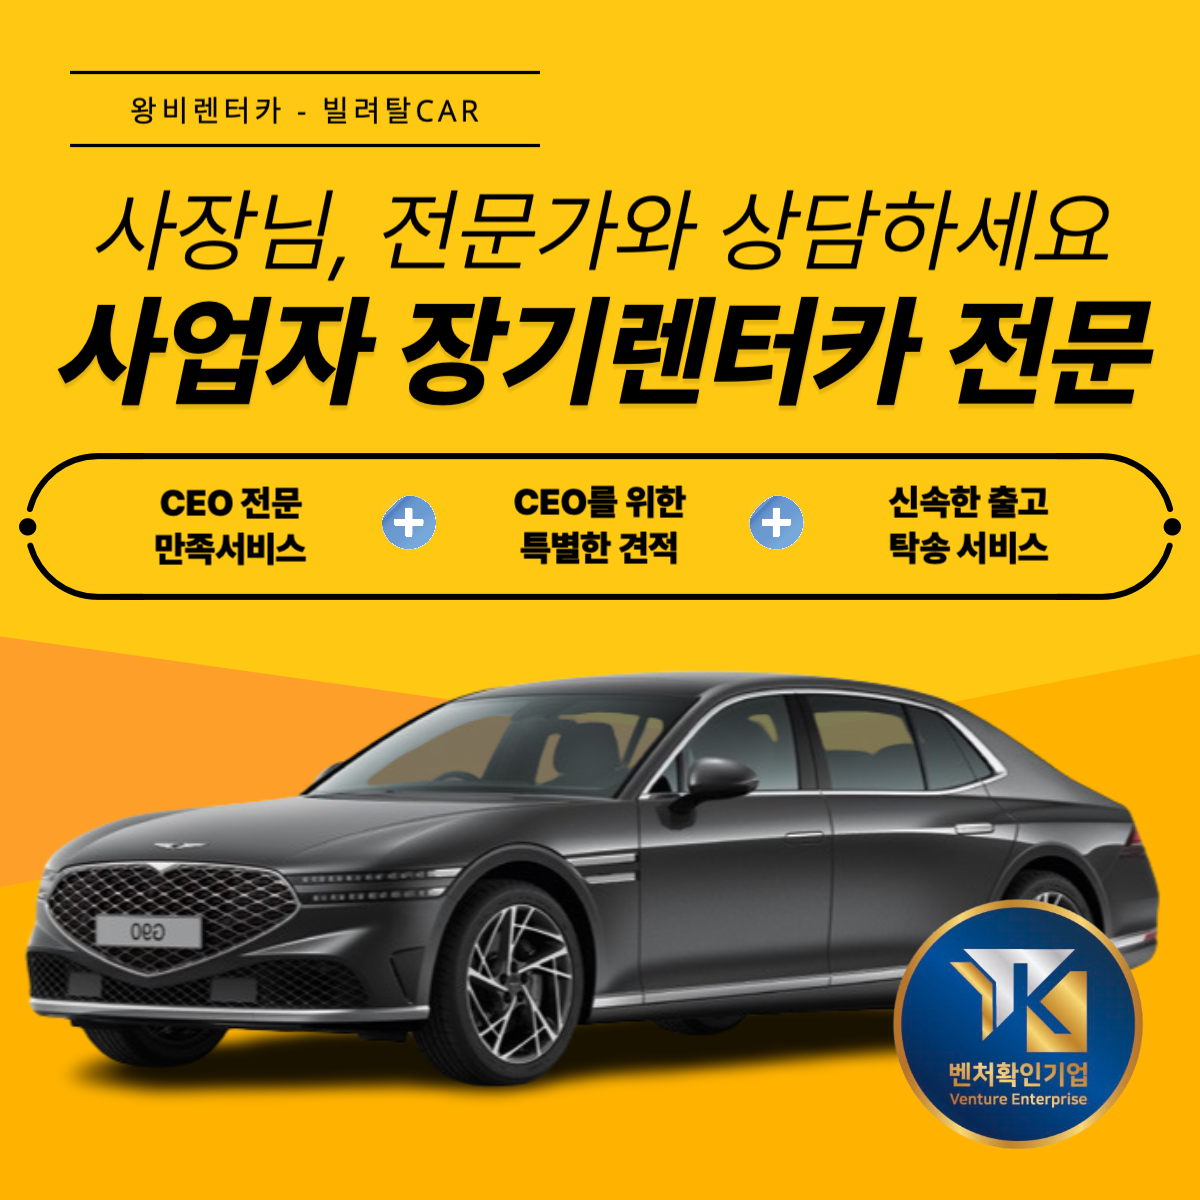 왕비렌터카 - 빌려탈CAR
사장님, 전문가와 상담하세요
사업자 장기렌터카 전문
CEO 전문
만족서비스
CEO를 위한
특별한 견적
신속한 출고
탁송 서비스
G90
벤처확인기업
Venture Enterprise